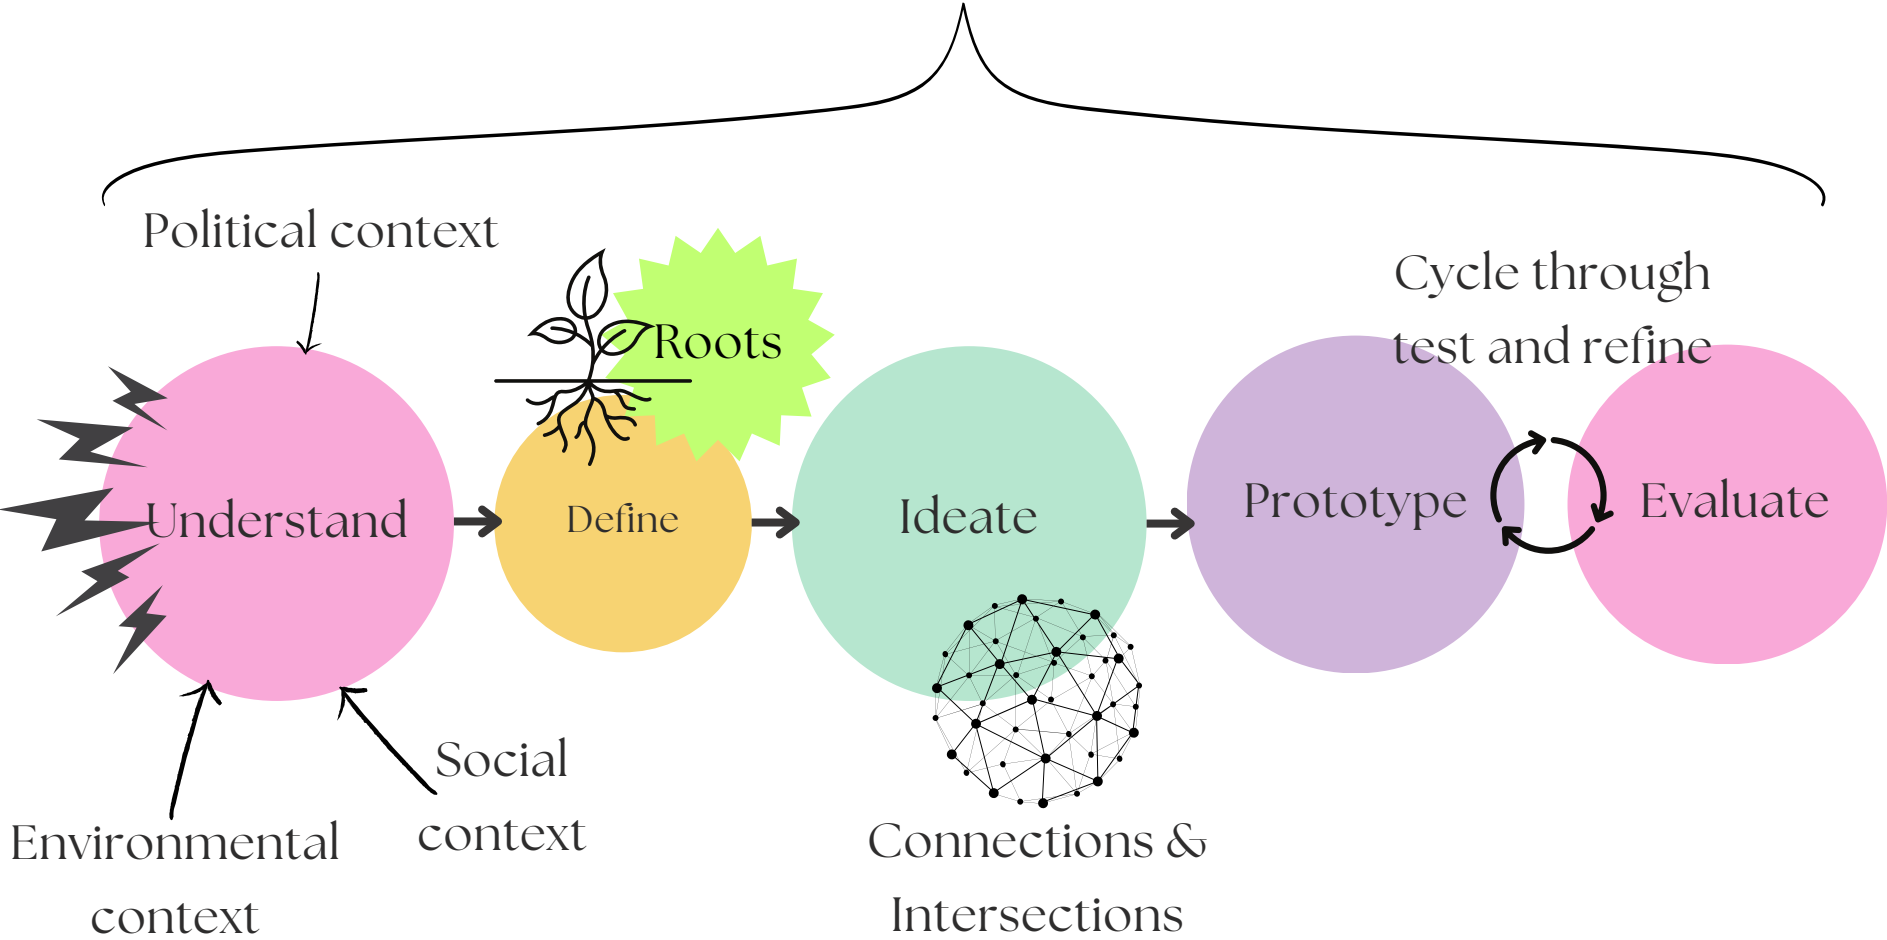 Political context
Cycle through
test and refine
Roots
Understand
Define
Ideate
Prototype
Evaluate
Social
context
Environmental
context
Connections &
Intersections